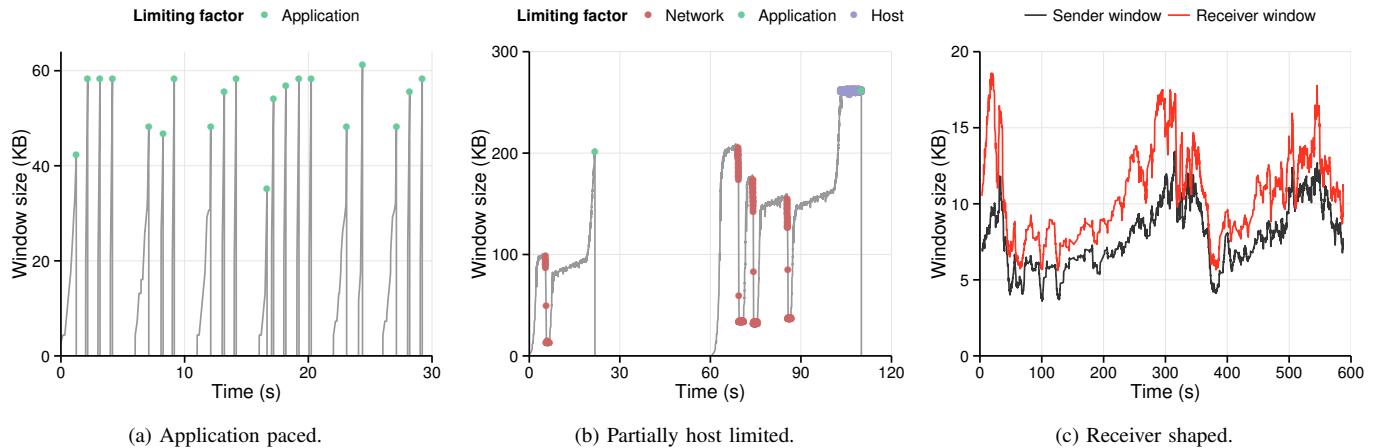 Limiting factor Application
60
40
20
0
Window size (KB)
0 10 20 30
Time (s)
(a) Application paced.
Limiting factor Network Application Host
300
200
100
0
Window size (KB)
0 30 60 90 120
Time (s)
(b) Partially host limited.
Sender window Receiver window
20
15
10
5
0
Window size (KB)
0 100 200 300 400 500 600
Time (s)
(c) Receiver shaped.